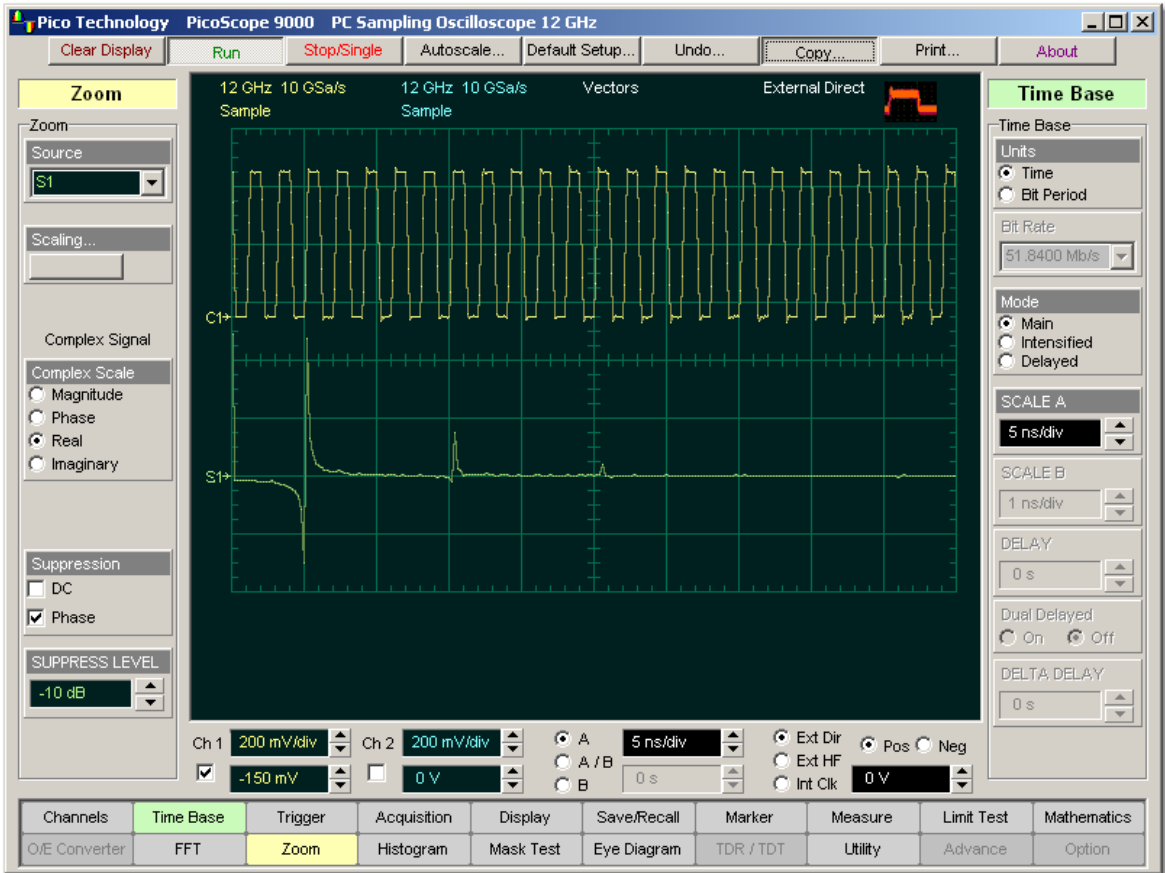 Pico Technology PicoScope 9000 PC Sampling Oscilloscope 12 GHz
Clear Display Run Stop/Single Autoscale... Default Setup... Undo... Copy... Print... About
Zoom
Zoom
Source
S1
Scaling...
Complex Signal
Complex Scale
Magnitude
Phase
Real
Imaginary
Suppression
DC
Phase
SUPPRESS LEVEL
-10 dB
12 GHz 10 GSa/s 12 GHz 10 GSa/s Vectors External Direct
Sample Sample
C1
S1
Time Base
Time Base
Units
Time
Bit Period
Bit Rate
51.8400 Mb/s
Mode
Main
Intensified
Delayed
SCALE A
5 ns/div
SCALE B
1 ns/div
DELAY
0 s
Dual Delayed
On Off
DELTA DELAY
0 s
Ch 1 200 mV/div Ch 2 200 mV/div A 5 ns/div Ext Dir Pos Neg
-150 mV 0 V A / B 0 s Ext HF 0 V
B Int Clk
Channels Time Base Trigger Acquisition Display Save/Recall Marker Measure Limit Test Mathematics
O/E Converter FFT Zoom Histogram Mask Test Eye Diagram TDR / TDT Utility Advance Option